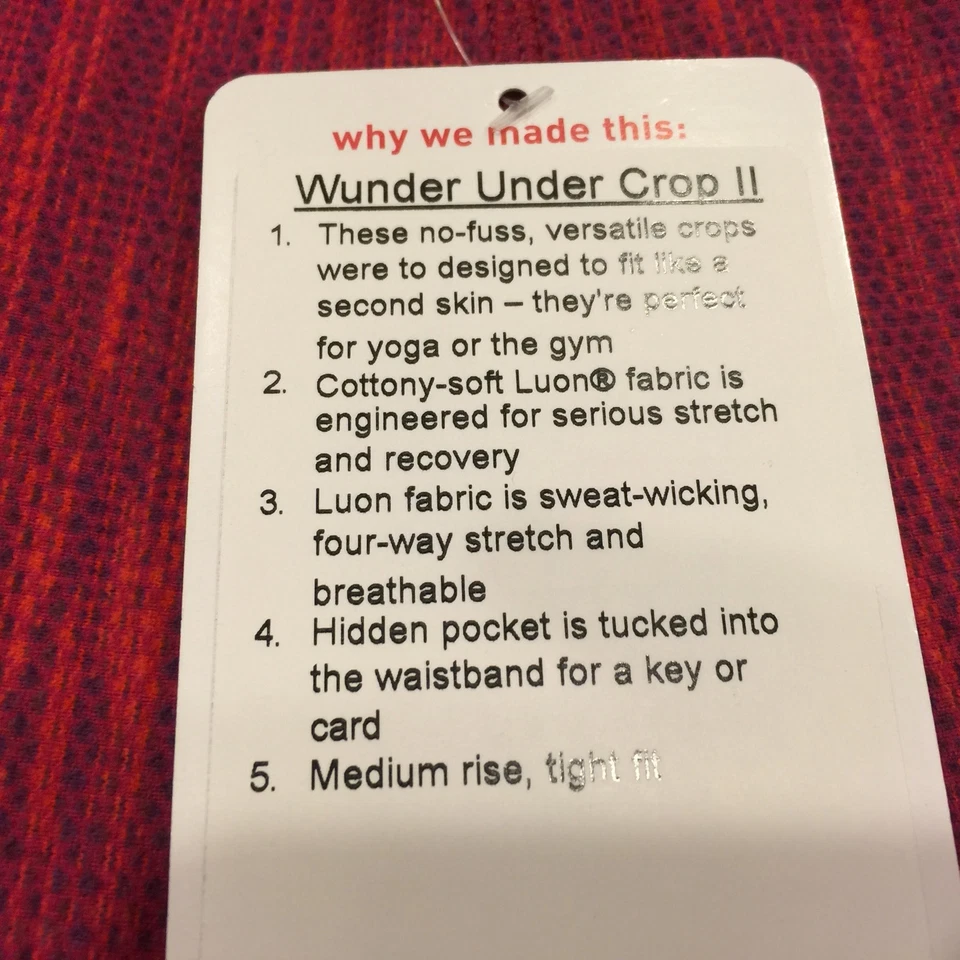 why we made this:
Wunder Under Crop II
1. These no-fuss, versatile crops
were to designed to fit like a
second skin – they're perfect
for yoga or the gym
2. Cottony-soft Luon® fabric is
engineered for serious stretch
and recovery
3. Luon fabric is sweat-wicking,
four-way stretch and
breathable
4. Hidden pocket is tucked into
the waistband for a key or
card
5. Medium rise, tight fit